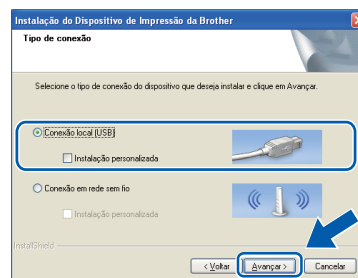 Instalação do Dispositivo de Impressão da Brother
Tipo de conexão
Selecione o tipo de conexão do dispositivo que deseja instalar e clique em Avançar.
Conexão local (USB)
Instalação personalizada
Conexão em rede sem fio
Instalação personalizada
InstallShield
< Voltar Avançar > Cancelar